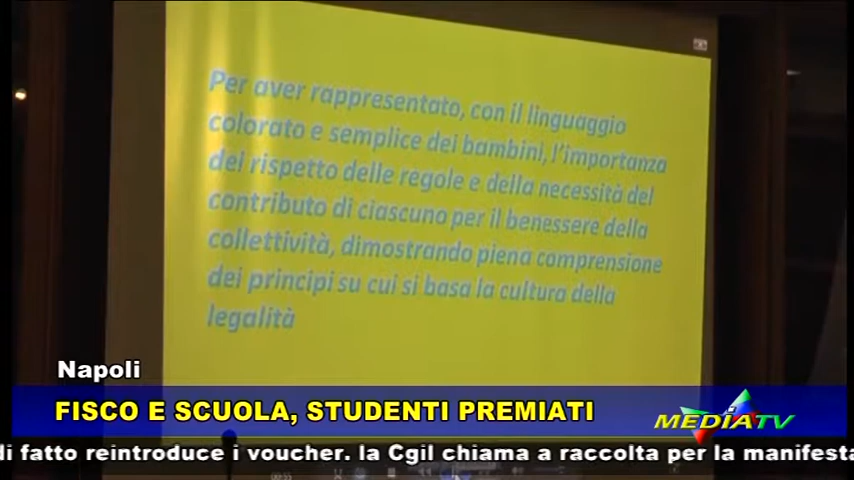 Per aver rappresentato, con il linguaggio
colorato e semplice dei bambini, l'importanza
del rispetto delle regole e della necessità del
contributo di ciascuno per il benessere della
collettività, dimostrando piena comprensione
dei principi su cui si basa la cultura della
legalità
Napoli
FISCO E SCUOLA, STUDENTI PREMIATI
MEDIATV
di fatto reintroduce i voucher. la Cgil chiama a raccolta per la manifesta